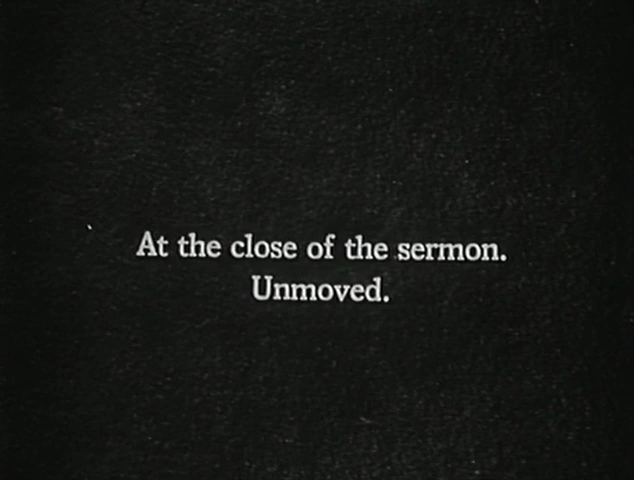 At the close of the sermon.
Unmoved.